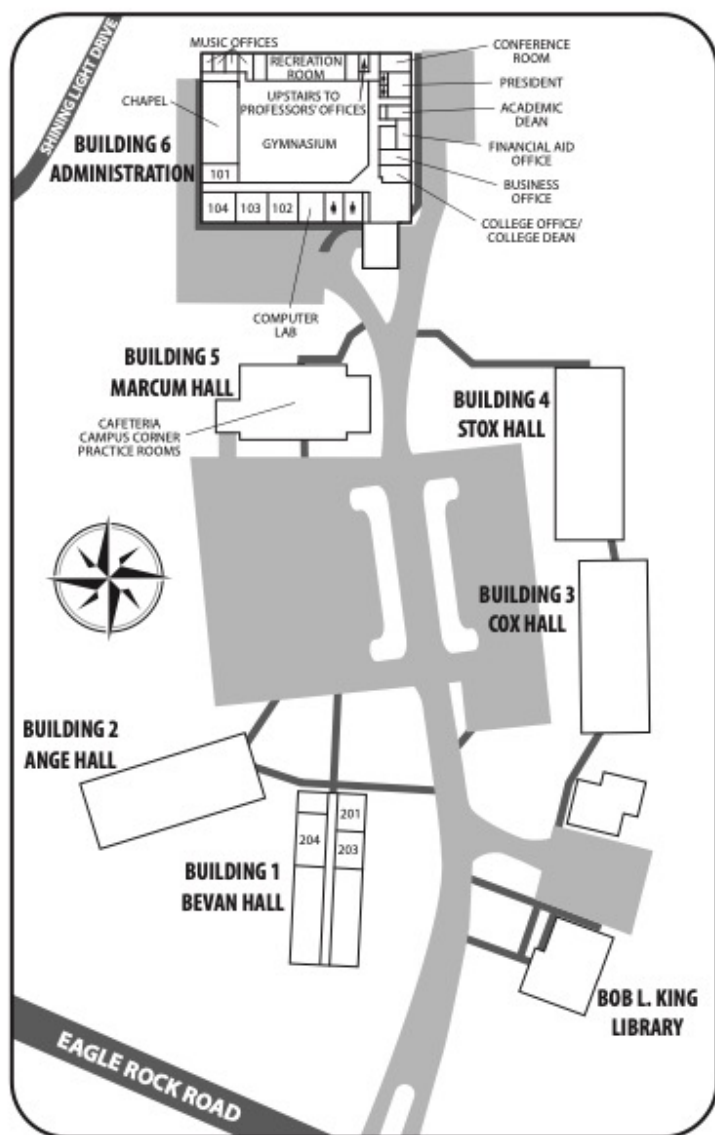 SHINING LIGHT DRIVE
MUSIC OFFICES
RECREATION
ROOM
CONFERENCE
ROOM
PRESIDENT
UPSTAIRS TO
PROFESSORS' OFFICES
CHAPEL
ACADEMIC
DEAN
BUILDING 6
ADMINISTRATION
GYMNASIUM
FINANCIAL AID
OFFICE
101
BUSINESS
OFFICE
104
103
102
COLLEGE OFFICE/
COLLEGE DEAN
COMPUTER
LAB
BUILDING 5
MARCUM HALL
CAFETERIA
CAMPUS CORNER
PRACTICE ROOMS
BUILDING 4
STOX HALL
BUILDING 3
COX HALL
BUILDING 2
ANGE HALL
201
204
203
BUILDING 1
BEVAN HALL
BOB L. KING
LIBRARY
EAGLE ROCK ROAD